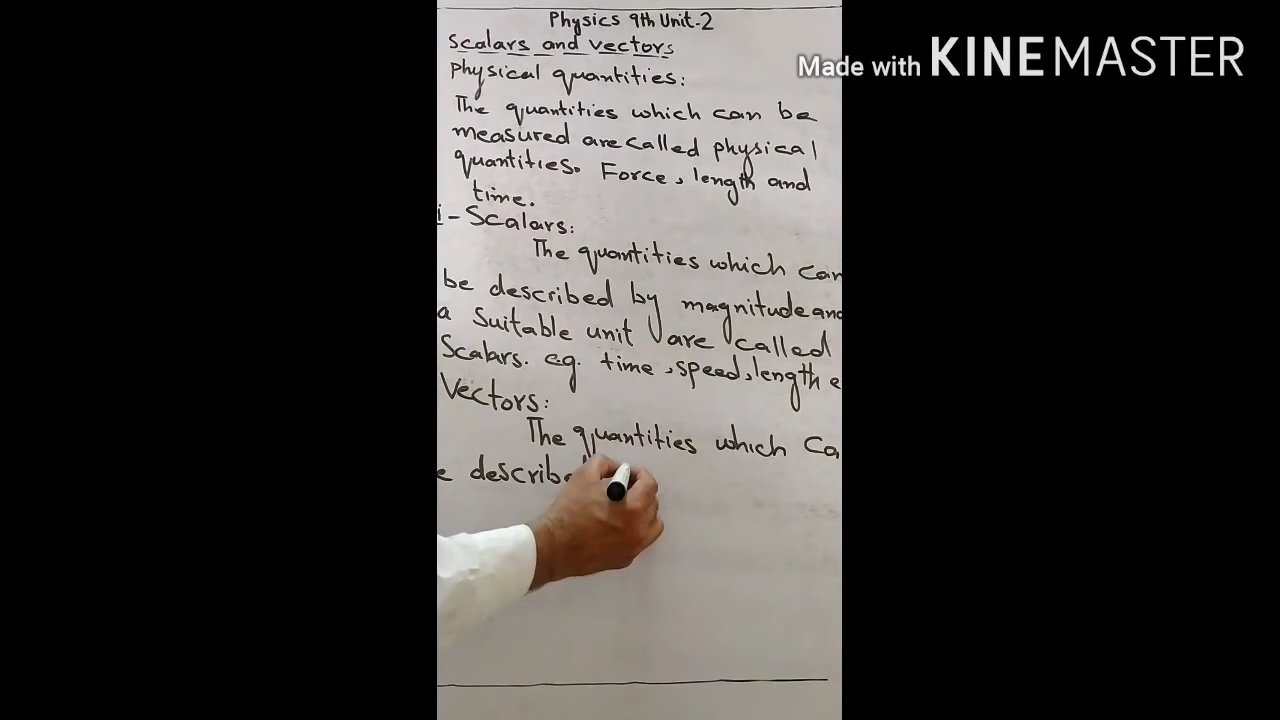 Physics 9th Unit-2
Made with KINEMASTER
Scalars and vectors
physical quantities:
The quantities which can be
measured are called physical
quantities. Force, length and
time.
i- Scalars:
The quantities which can
be described by magnitude and
a Suitable unit are called
Scalars. eg. time, speed, length e
Vectors:
The quantities which Ca
e describe